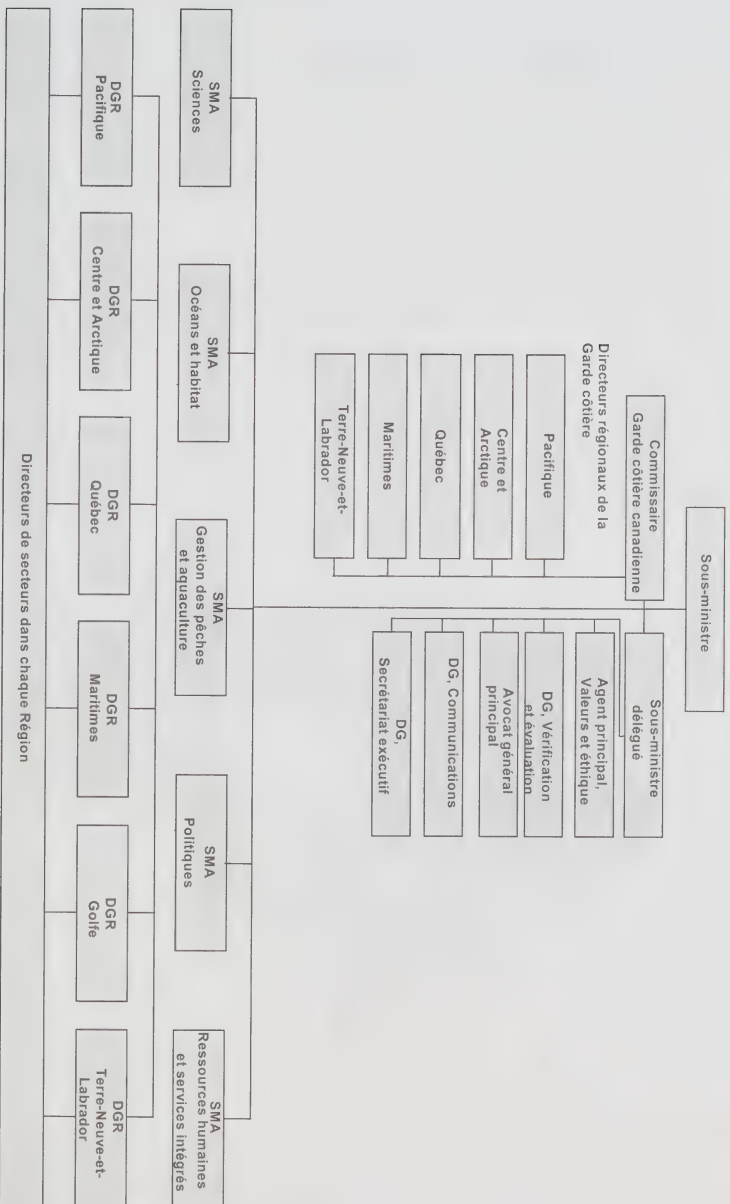 Sous-ministre
Commissaire
Garde côtière canadienne
Sous-ministre
délégué
Directeurs régionaux de la
Garde côtière
Pacifique
Centre et
Arctique
Québec
Maritimes
Terre-Neuve-et-
Labrador
Agent principal,
Valeurs et éthique
DG, Vérification
et évaluation
Avocat général
principal
DG, Communications
DG,
Secrétariat exécutif
SMA
Sciences
SMA
Océans et habitat
SMA
Gestion des pêches
et aquaculture
SMA
Politiques
SMA
Ressources humaines
et services intégrés
DGR
Pacifique
DGR
Centre et Arctique
DGR
Québec
DGR
Maritimes
DGR
Golfe
DGR
Terre-Neuve-et-
Labrador
Directeurs de secteurs dans chaque Région